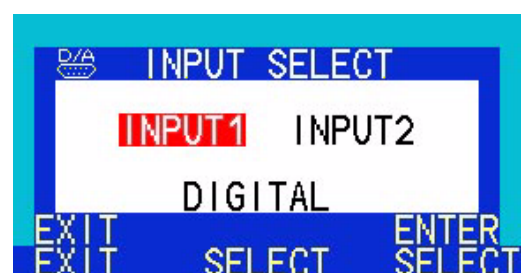 D/A INPUT SELECT
INPUT1 INPUT2
DIGITAL
EXIT ENTER
EXIT SELECT SELECT